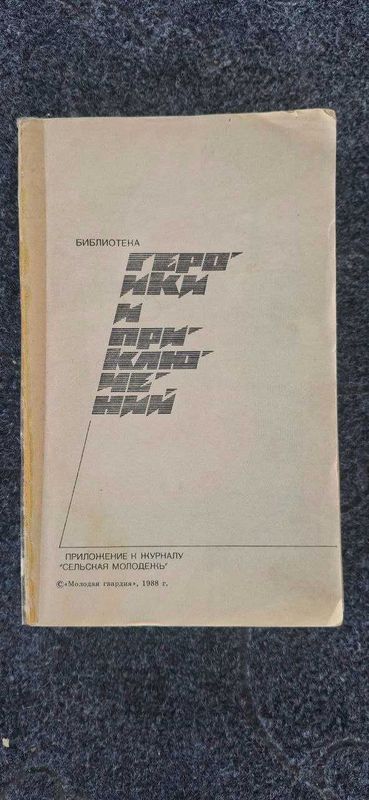 БИБЛИОТЕКА
ГЕРО-
ИКИ
И
ПРИ-
КЛЮ-
ЧЕ-
НИЙ
ПРИЛОЖЕНИЕ К ЖУРНАЛУ
"СЕЛЬСКАЯ МОЛОДЕЖЬ"
©«Молодая гвардия», 1988 г.